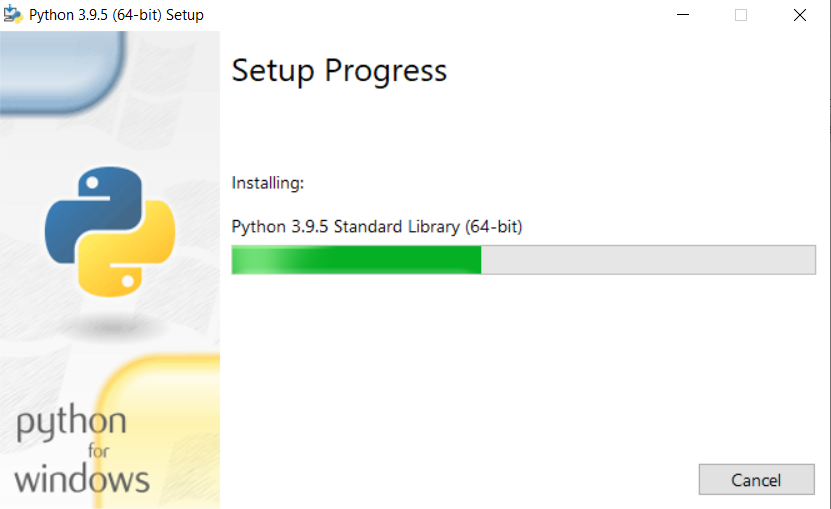 Python 3.9.5 (64-bit) Setup
Setup Progress
Installing:
Python 3.9.5 Standard Library (64-bit)
python
for
windows
Cancel